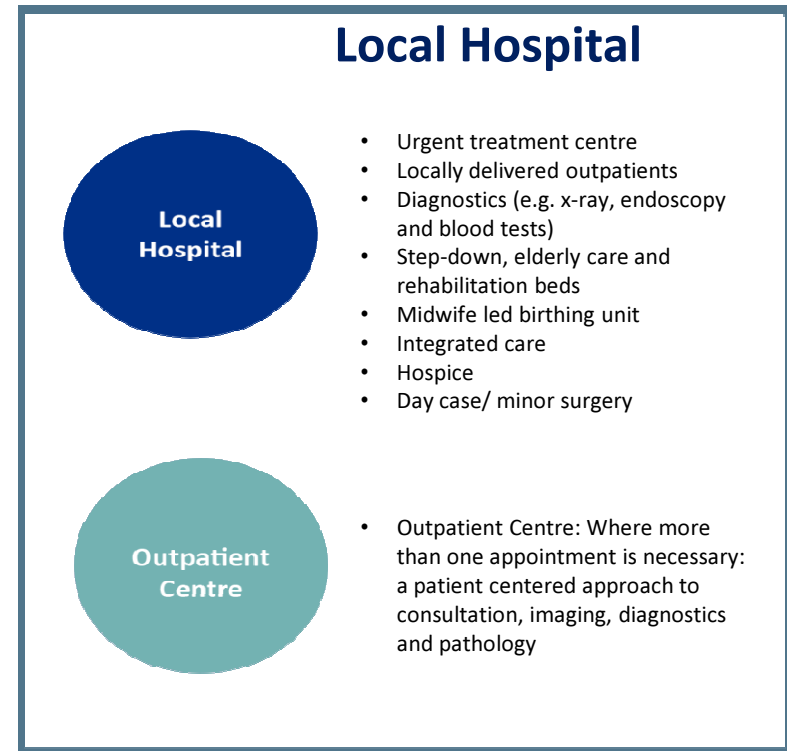 Local Hospital
Local
Hospital
• Urgent treatment centre
• Locally delivered outpatients
• Diagnostics (e.g. x-ray, endoscopy
and blood tests)
• Step-down, elderly care and
rehabilitation beds
• Midwife led birthing unit
• Integrated care
• Hospice
• Day case/ minor surgery
Outpatient
Centre
• Outpatient Centre: Where more
than one appointment is necessary:
a patient centered approach to
consultation, imaging, diagnostics
and pathology